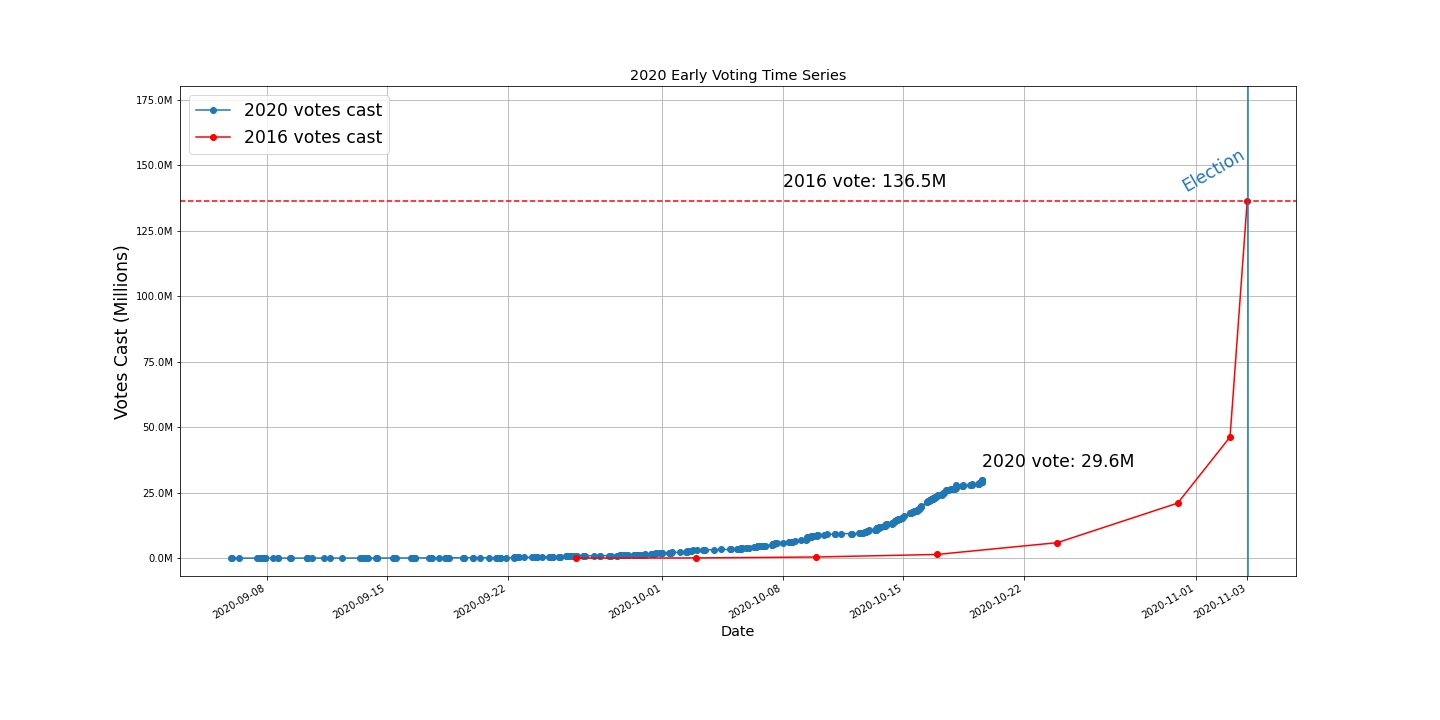 2020 Early Voting Time Series
175.0M
150.0M
125.0M
100.0M
75.0M
50.0M
25.0M
0.0M
Votes Cast (Millions)
2020 votes cast
2016 votes cast
2016 vote: 136.5M
Election
2020 vote: 29.6M
2020-09-08
2020-09-15
2020-09-22
2020-10-01
2020-10-08
2020-10-15
2020-10-22
2020-11-01
2020-11-03
Date